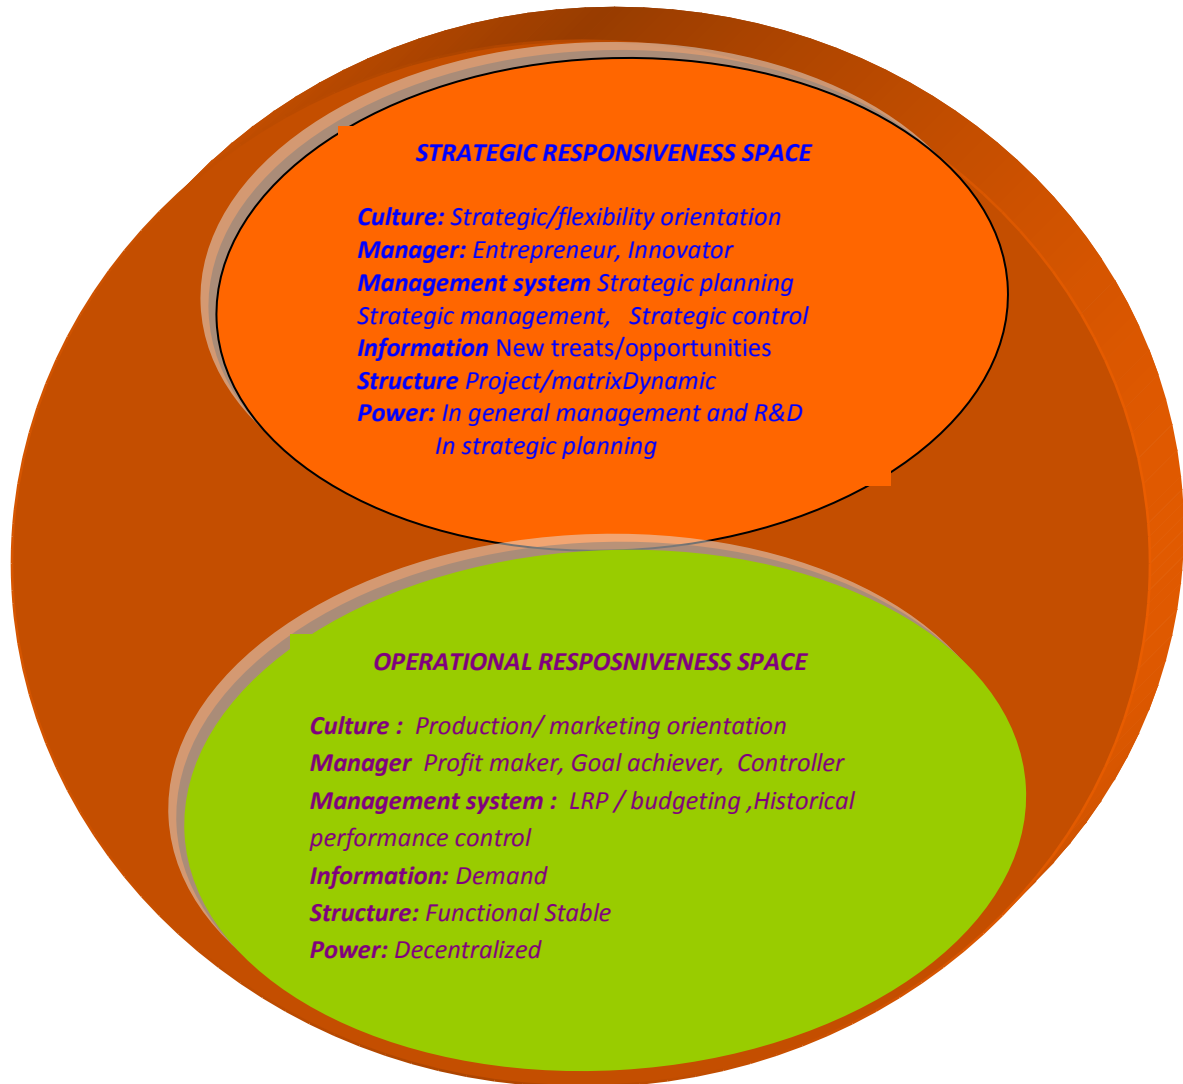 STRATEGIC RESPONSIVENESS SPACE
Culture: Strategic/flexibility orientation
Manager: Entrepreneur, Innovator
Management system Strategic planning
Strategic management, Strategic control
Information New treats/opportunities
Structure Project/matrixDynamic
Power: In general management and R&D
In strategic planning
OPERATIONAL RESPOSNIVENESS SPACE
Culture : Production/ marketing orientation
Manager Profit maker, Goal achiever, Controller
Management system : LRP / budgeting ,Historical
performance control
Information: Demand
Structure: Functional Stable
Power: Decentralized